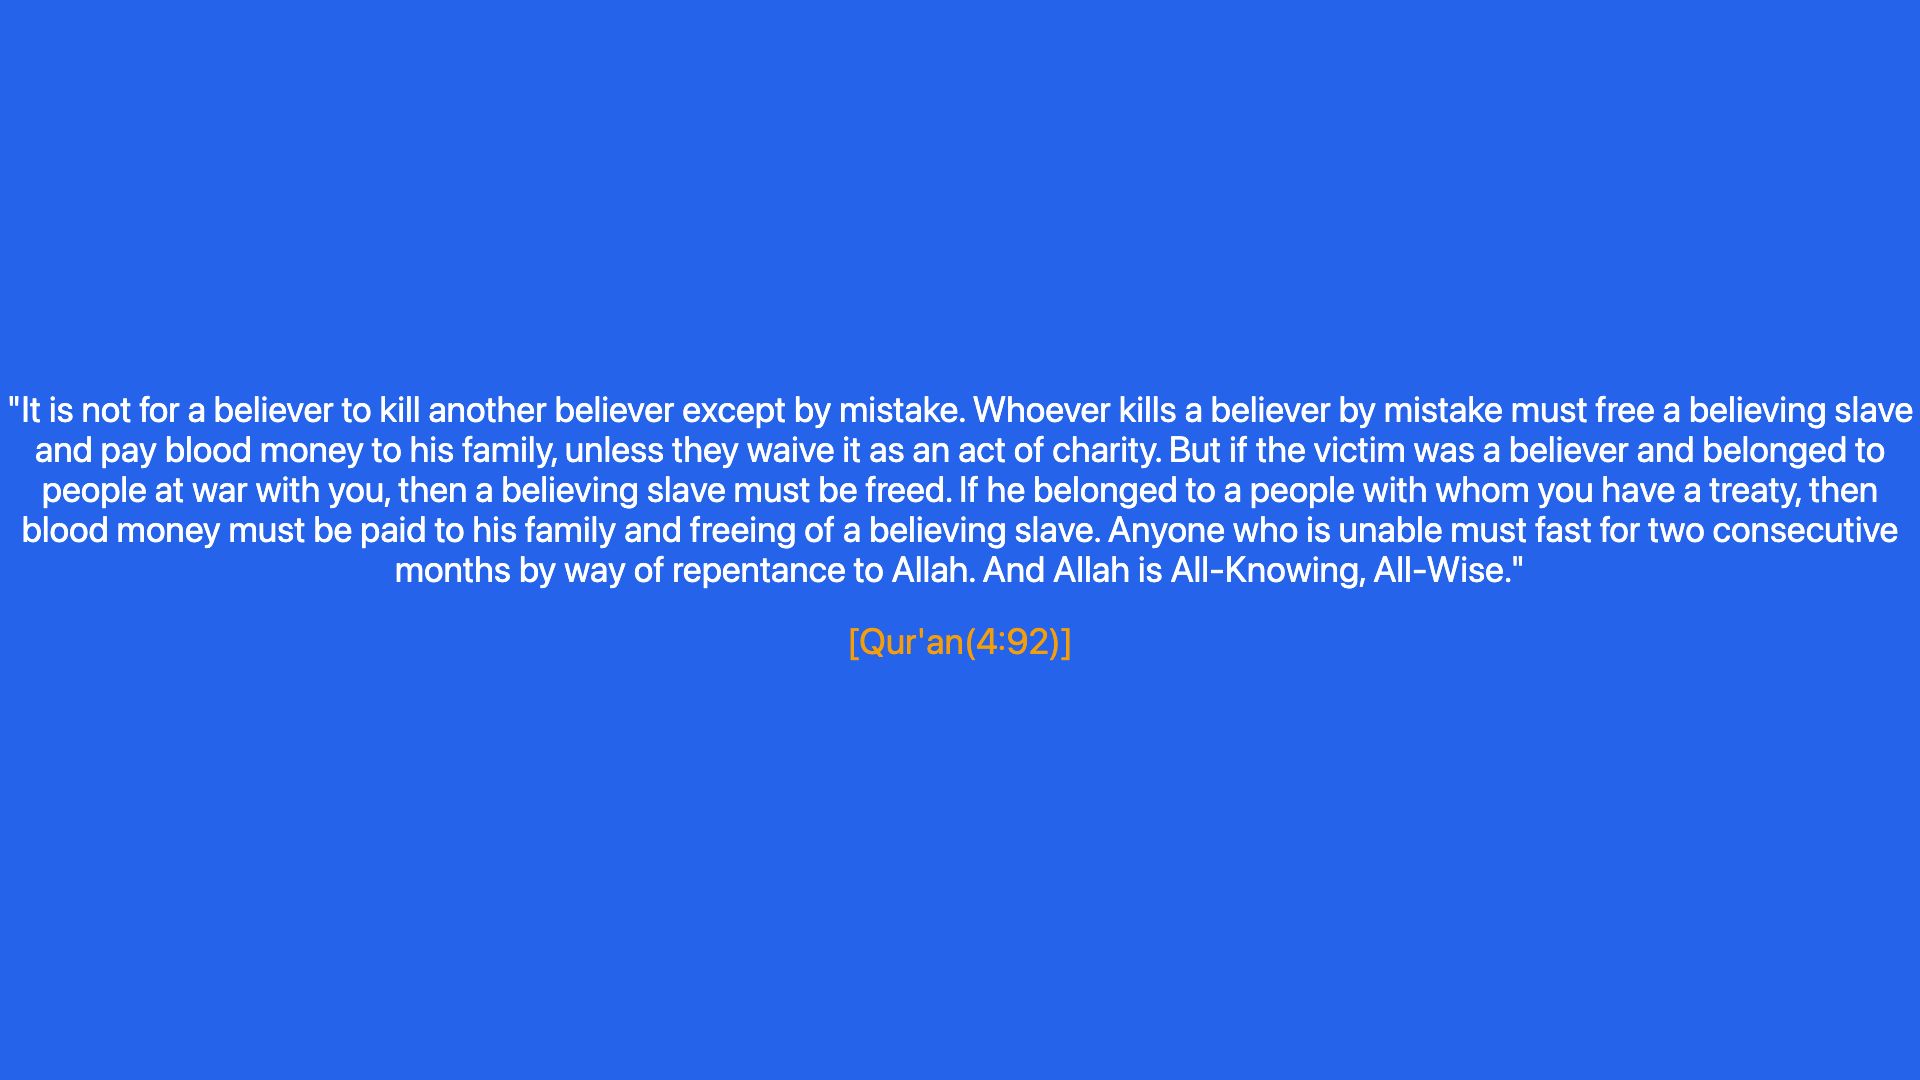 "It is not for a believer to kill another believer except by mistake. Whoever kills a believer by mistake must free a believing slave
and pay blood money to his family, unless they waive it as an act of charity. But if the victim was a believer and belonged to
people at war with you, then a believing slave must be freed. If he belonged to a people with whom you have a treaty, then
blood money must be paid to his family and freeing of a believing slave. Anyone who is unable must fast for two consecutive
months by way of repentance to Allah. And Allah is All-Knowing, All-Wise."
[Qur'an(4:92)]